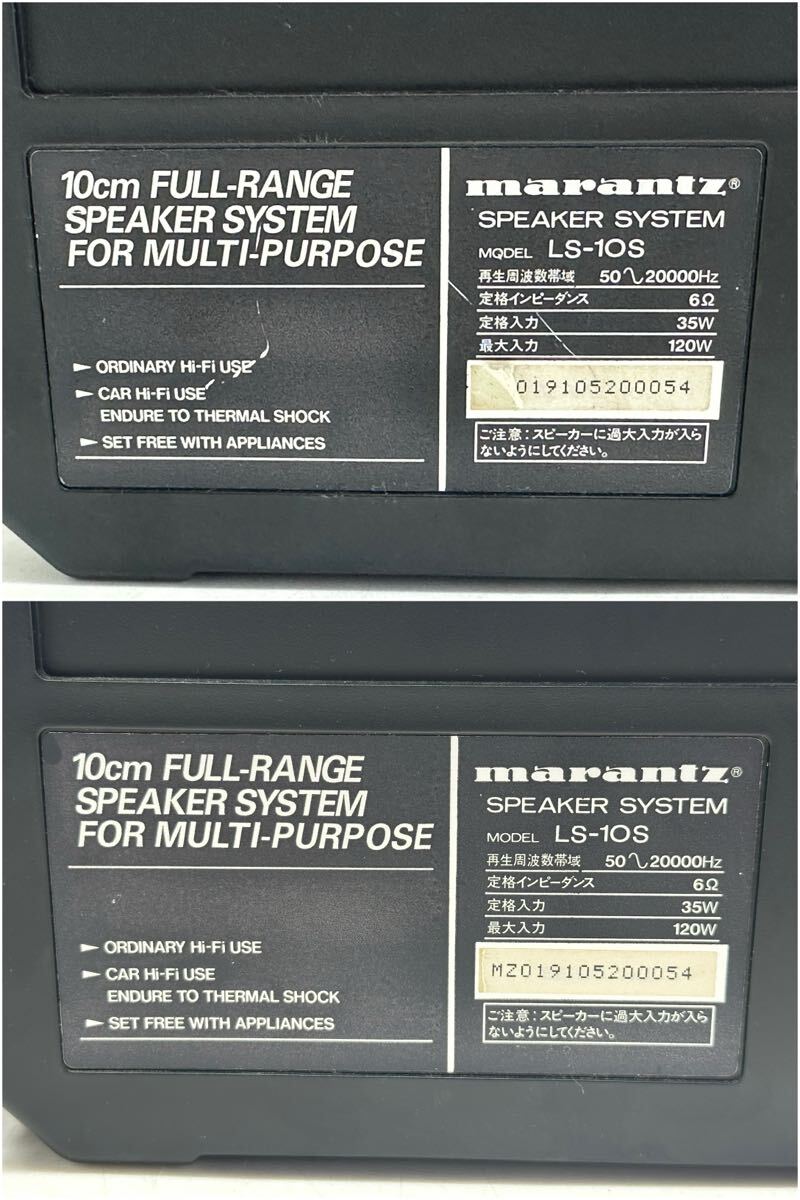 10cm FULL-RANGE
SPEAKER SYSTEM
FOR MULTI-PURPOSE
► ORDINARY Hi-Fi USE
► CAR Hi-Fi USE
ENDURE TO THERMAL SHOCK
► SET FREE WITH APPLIANCES
marantz®
SPEAKER SYSTEM
MODEL LS-10S
再生周波数帯域 50〜20000Hz
定格インピーダンス 6Ω
定格入力 35W
最大入力 120W
019105200054
ご注意：スピーカーに過大入力が入ら
ないようにしてください。
10cm FULL-RANGE
SPEAKER SYSTEM
FOR MULTI-PURPOSE
► ORDINARY Hi-Fi USE
► CAR Hi-Fi USE
ENDURE TO THERMAL SHOCK
► SET FREE WITH APPLIANCES
marantz®
SPEAKER SYSTEM
MODEL LS-10S
再生周波数帯域 50〜20000Hz
定格インピーダンス 6Ω
定格入力 35W
最大入力 120W
MZ019105200054
ご注意：スピーカーに過大入力が入ら
ないようにしてください。